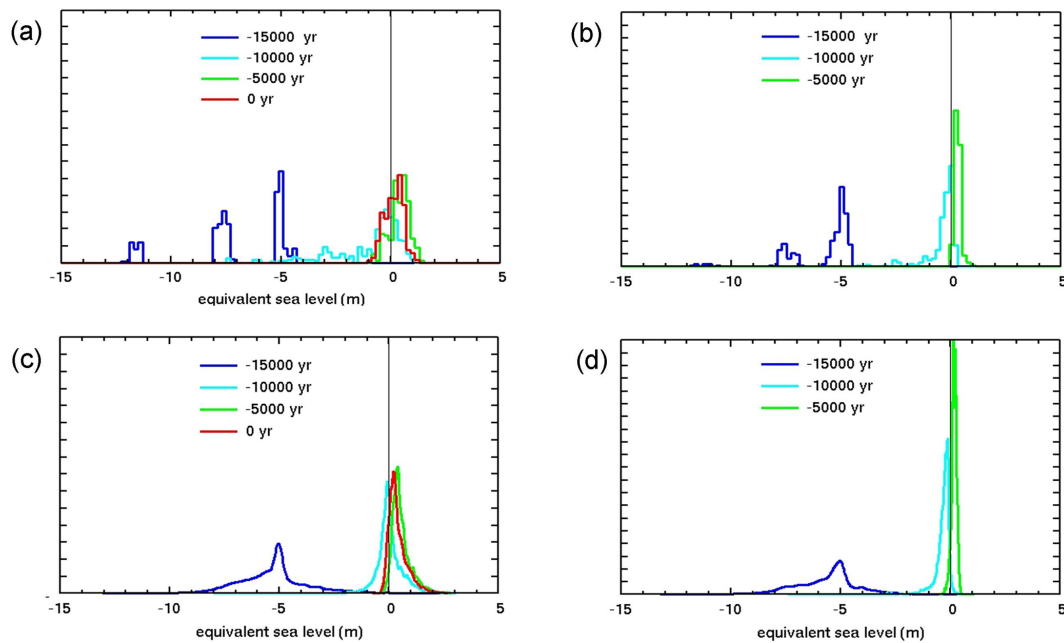 (a)
-15000 yr
-10000 yr
-5000 yr
0 yr
-15 -10 -5 0 5
equivalent sea level (m)
(b)
-15000 yr
-10000 yr
-5000 yr
-15 -10 -5 0 5
equivalent sea level (m)
(c)
-15000 yr
-10000 yr
-5000 yr
0 yr
-15 -10 -5 0 5
equivalent sea level (m)
(d)
-15000 yr
-10000 yr
-5000 yr
-15 -10 -5 0 5
equivalent sea level (m)